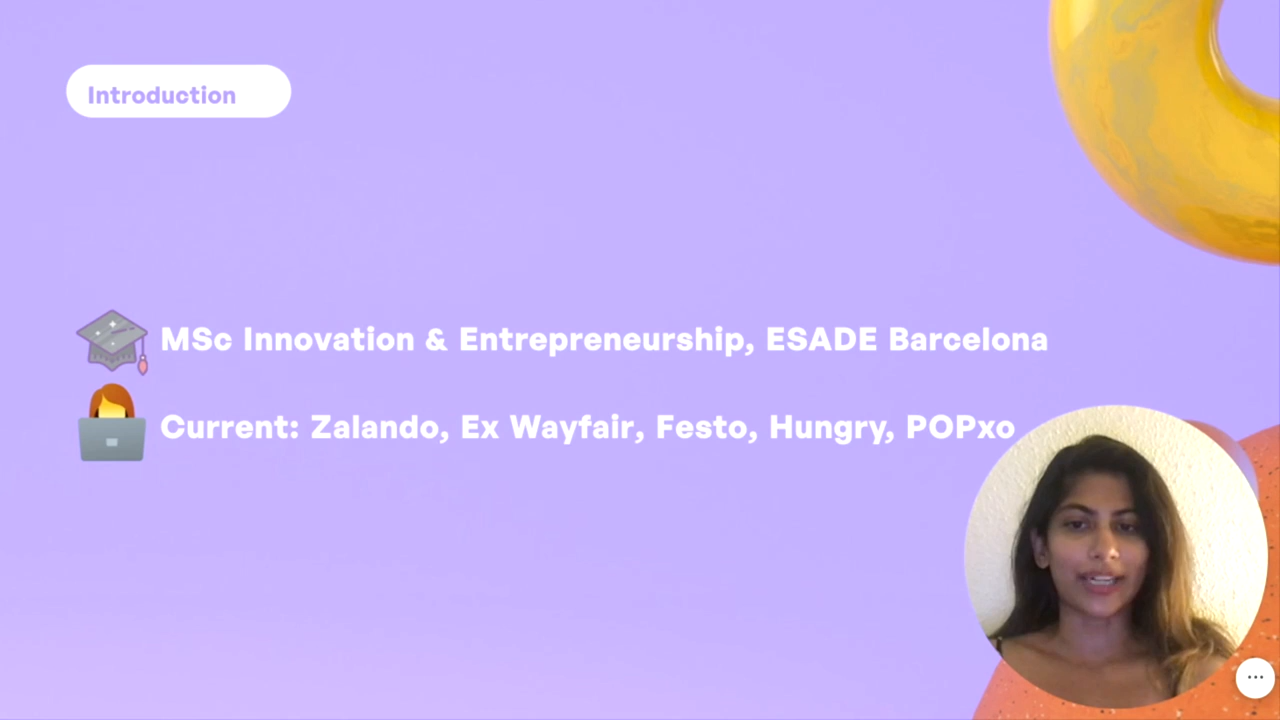 Introduction
MSc Innovation & Entrepreneurship, ESADE Barcelona
Current: Zalando, Ex Wayfair, Festo, Hungry, POPxo